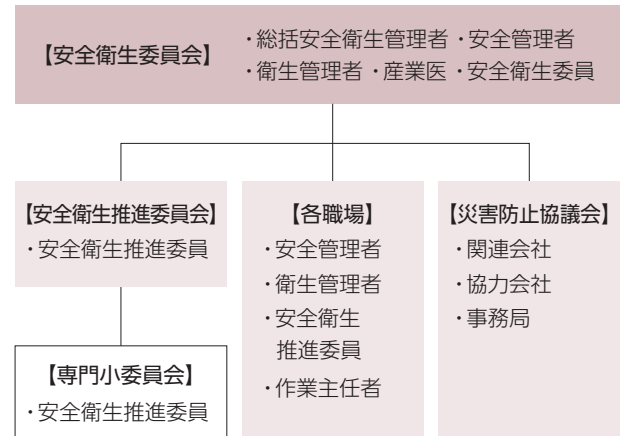 【安全衛生委員会】
・総括安全衛生管理者 ・安全管理者
・衛生管理者 ・産業医 ・安全衛生委員
【安全衛生推進委員会】
・安全衛生推進委員
【専門小委員会】
・安全衛生推進委員
【各職場】
・安全管理者
・衛生管理者
・安全衛生
推進委員
・作業主任者
【災害防止協議会】
・関連会社
・協力会社
・事務局